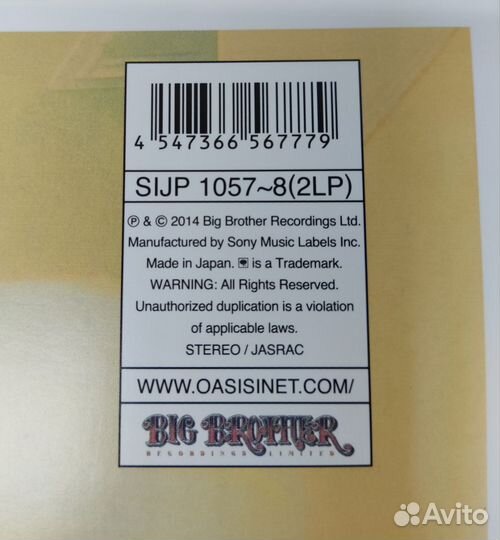 4 547366 567779
SIJP 1057~8(2LP)
℗ & © 2014 Big Brother Recordings Ltd.
Manufactured by Sony Music Labels Inc.
Made in Japan. is a Trademark.
WARNING: All Rights Reserved.
Unauthorized duplication is a violation
of applicable laws.
STEREO / JASRAC
WWW.OASISINET.COM/
BIG BROTHER
RECORDINGS LIMITED
Avito